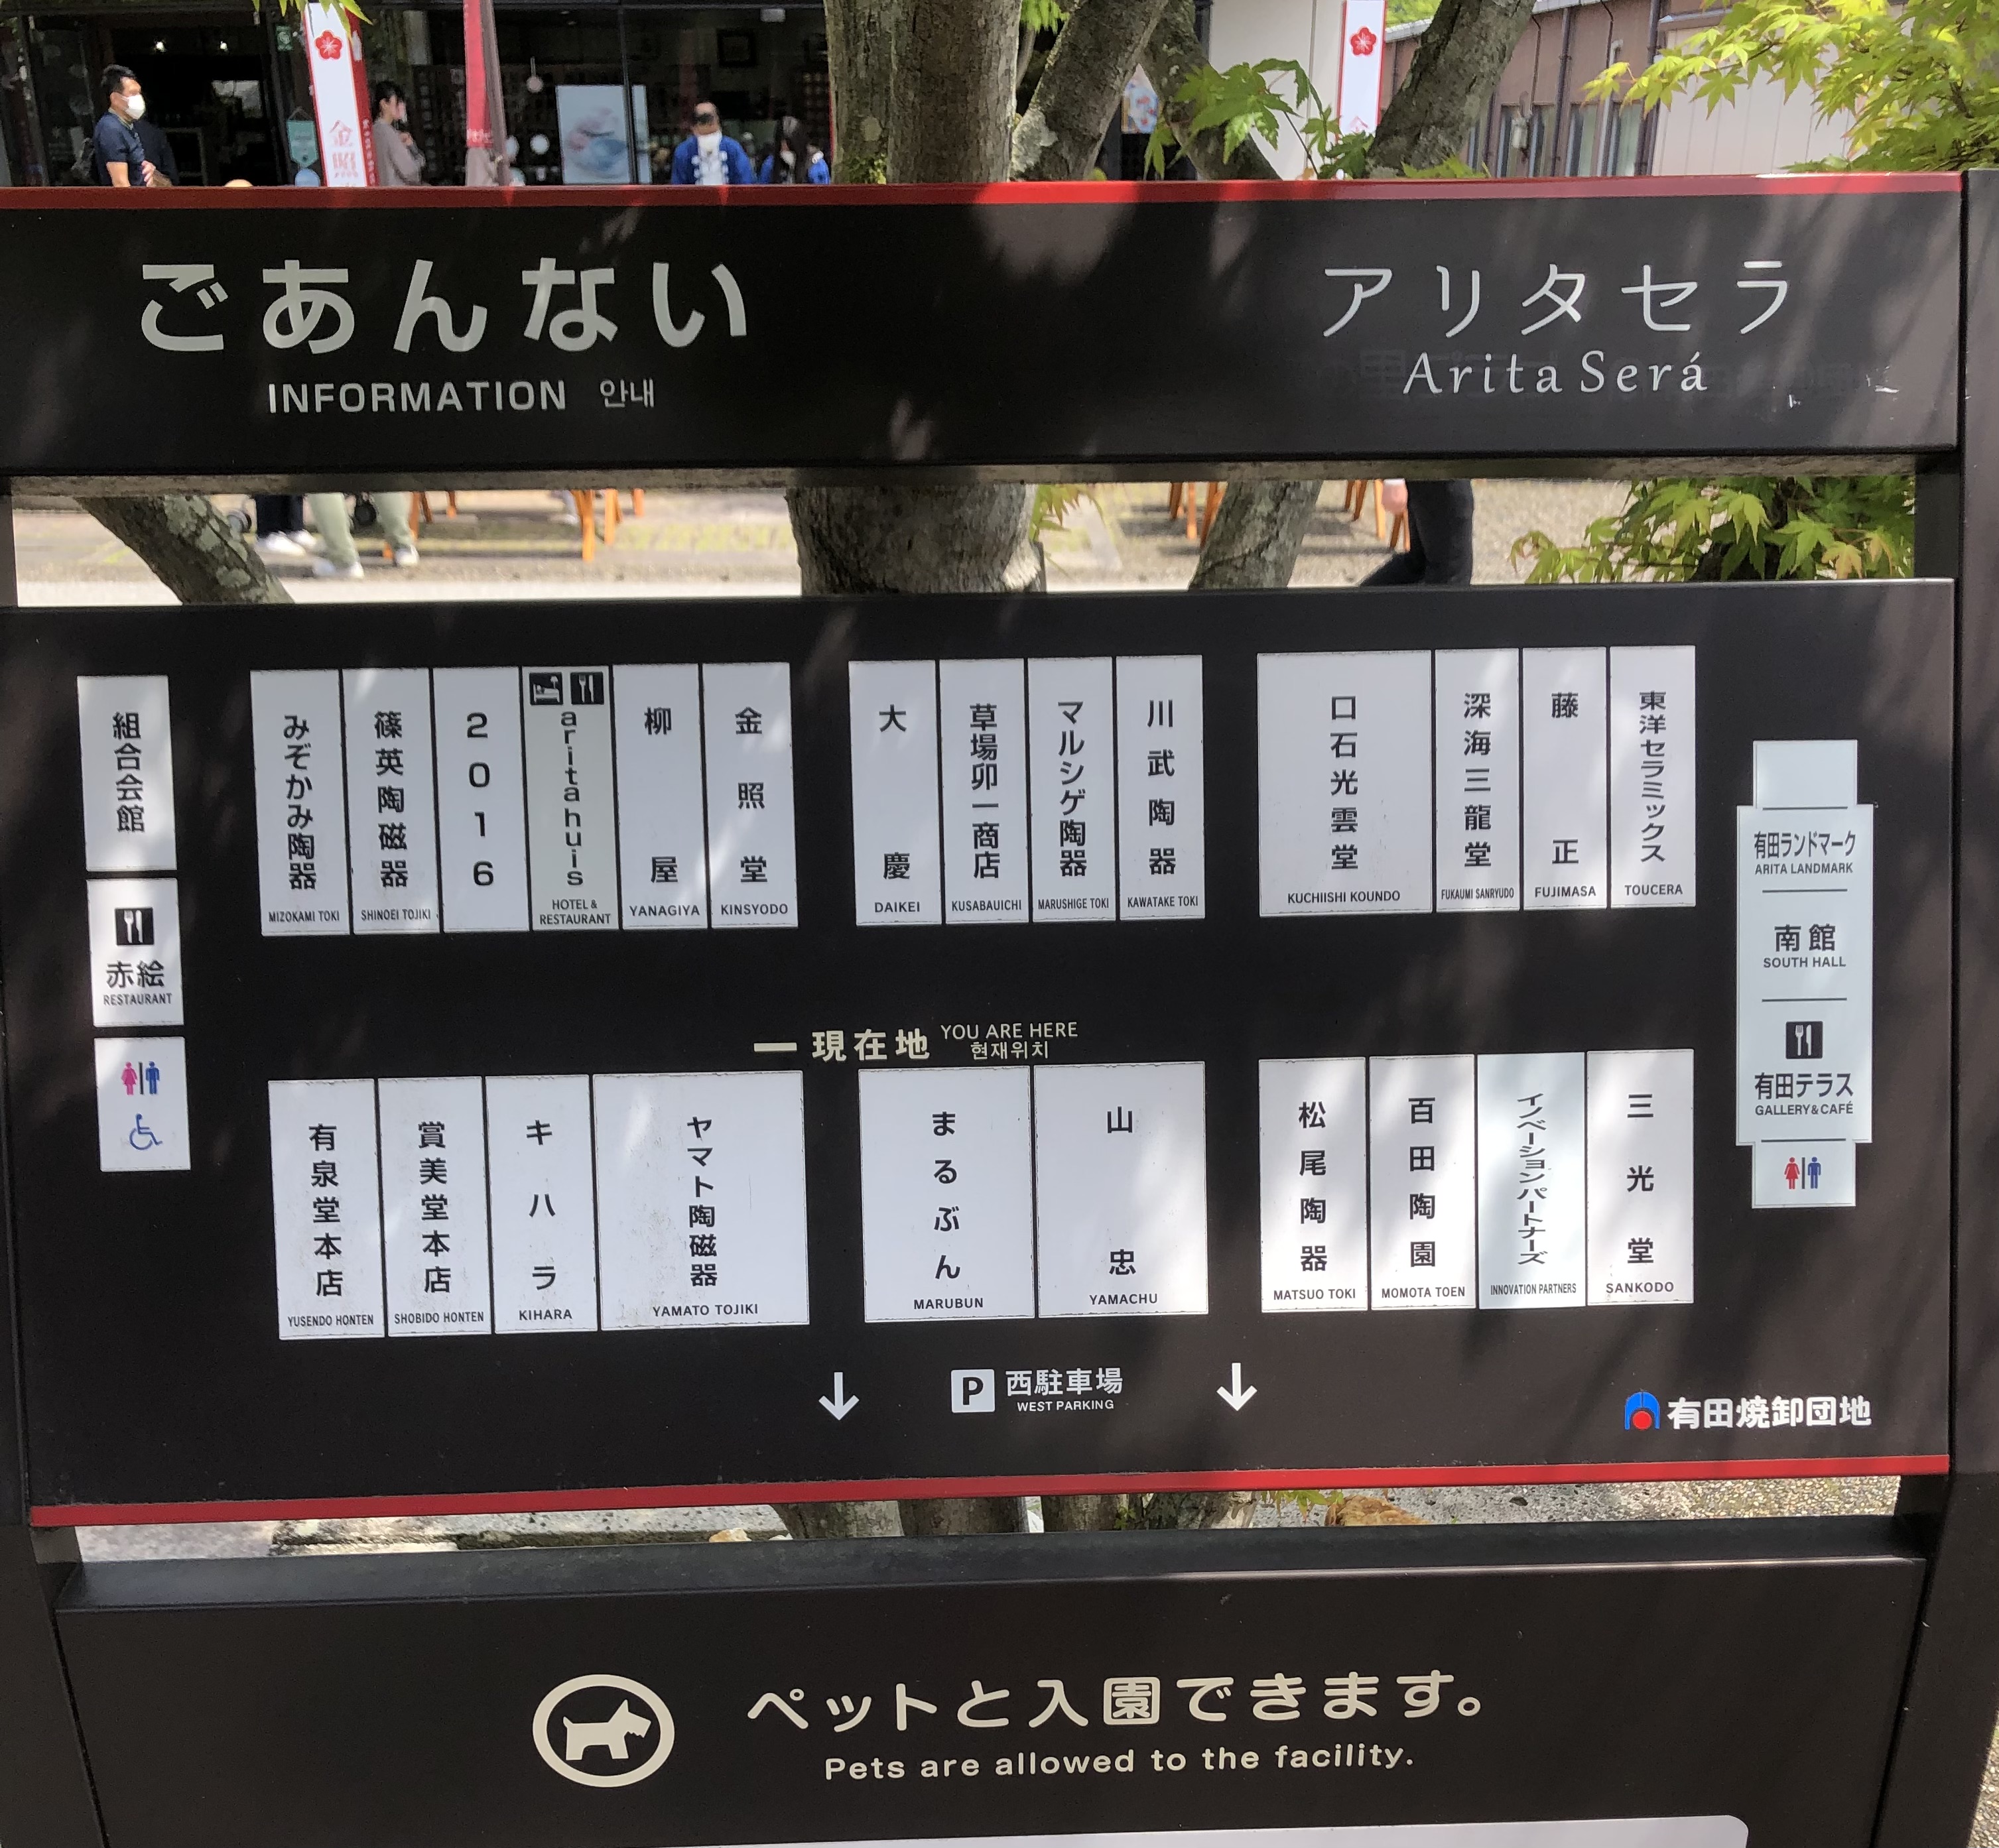 金照
ごあんない
INFORMATION 안내
アリタセラ
Arita Será
組合会館
赤絵
RESTAURANT
みぞかみ陶器
MIZOKAMI TOKI
篠英陶磁器
SHINOEI TOJIKI
2016
aritahuis
HOTEL &
RESTAURANT
柳屋
YANAGIYA
金照堂
KINSYODO
大慶
DAIKEI
草場卯一商店
KUSABAUICHI
マルシゲ陶器
MARUSHIGE TOKI
川武陶器
KAWATAKE TOKI
口石光雲堂
KUCHIISHI KOUNDO
深海三龍堂
FUKAUMI SANRYUDO
藤正
FUJIMASA
東洋セラミックス
TOUCERA
有田ランドマーク
ARITA LANDMARK
南館
SOUTH HALL
有田テラス
GALLERY&CAFÉ
現在地 YOU ARE HERE
현재위치
有泉堂本店
YUSENDO HONTEN
賞美堂本店
SHOBIDO HONTEN
キハラ
KIHARA
ヤマト陶磁器
YAMATO TOJIKI
まるぶん
MARUBUN
山忠
YAMACHU
松尾陶器
MATSUO TOKI
百田陶園
MOMOTA TOEN
イノベーションパートナーズ
INNOVATION PARTNERS
三光堂
SANKODO
P 西駐車場
WEST PARKING
有田焼卸団地
ペットと入園できます。
Pets are allowed to the facility.